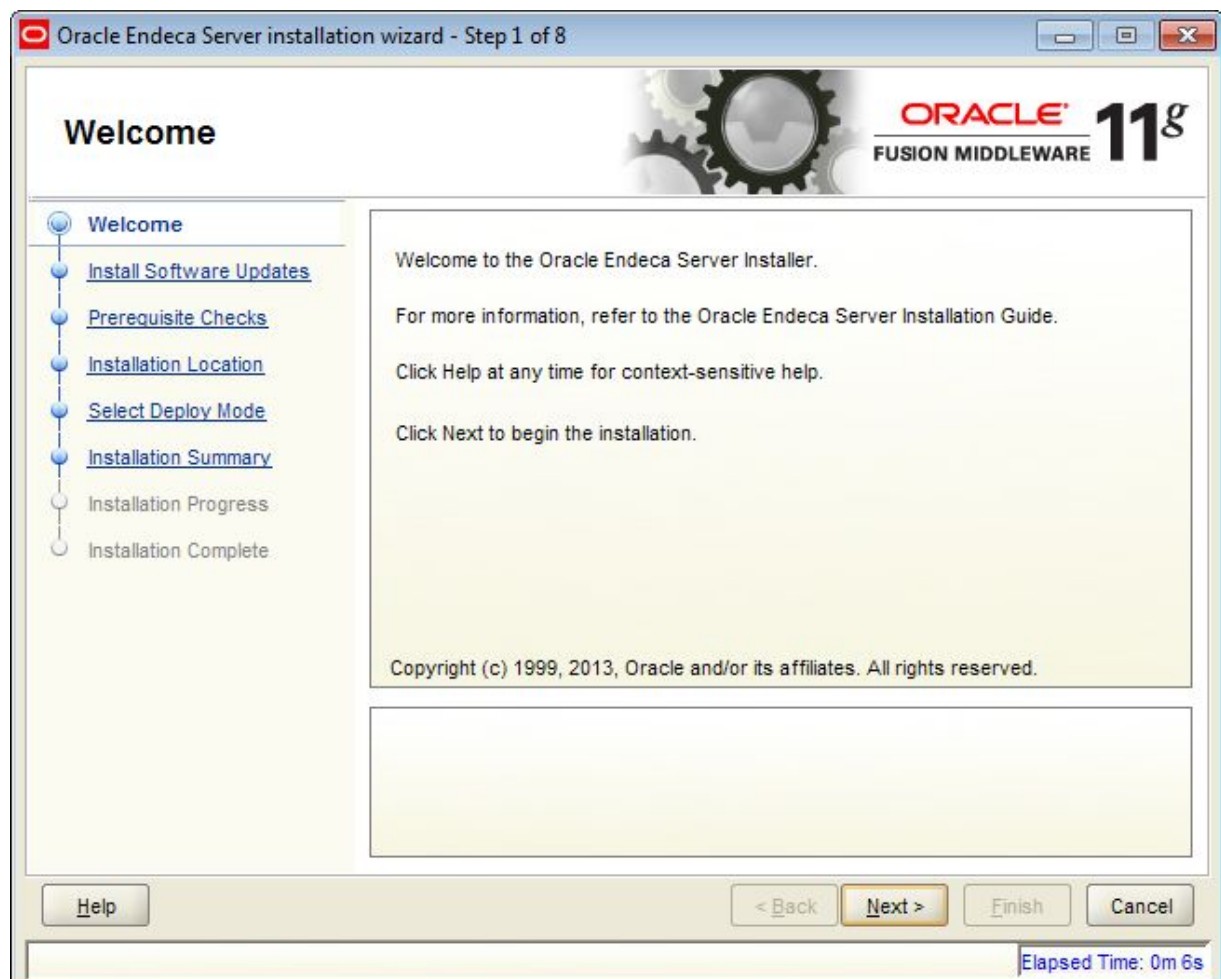 Oracle Endeca Server installation wizard - Step 1 of 8
Welcome
ORACLE
FUSION MIDDLEWARE
11g
Welcome
Install Software Updates
Prerequisite Checks
Installation Location
Select Deploy Mode
Installation Summary
Installation Progress
Installation Complete
Welcome to the Oracle Endeca Server Installer.
For more information, refer to the Oracle Endeca Server Installation Guide.
Click Help at any time for context-sensitive help.
Click Next to begin the installation.
Copyright (c) 1999, 2013, Oracle and/or its affiliates. All rights reserved.
Help
< Back
Next >
Finish
Cancel
Elapsed Time: 0m 6s